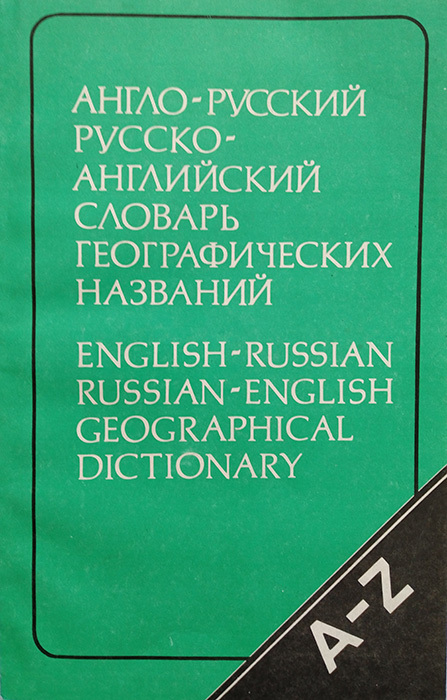 АНГЛО-РУССКИЙ
РУССКО-
АНГЛИЙСКИЙ
СЛОВАРЬ
ГЕОГРАФИЧЕСКИХ
НАЗВАНИЙ
ENGLISH-RUSSIAN
RUSSIAN-ENGLISH
GEOGRAPHICAL
DICTIONARY
A-Z